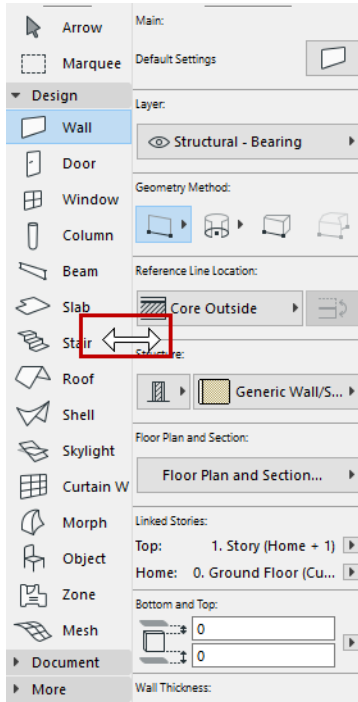 Arrow
Marquee
Design
Wall
Door
Window
Column
Beam
Slab
Stair
Roof
Shell
Skylight
Curtain W
Morph
Object
Zone
Mesh
Document
More
Main:
Default Settings
Layer:
Structural - Bearing
Geometry Method:
Reference Line Location:
Core Outside
Structure:
Generic Wall/S...
Floor Plan and Section:
Floor Plan and Section...
Linked Stories:
Top: 1. Story (Home + 1)
Home: 0. Ground Floor (Cu...
Bottom and Top:
0
0
Wall Thickness: